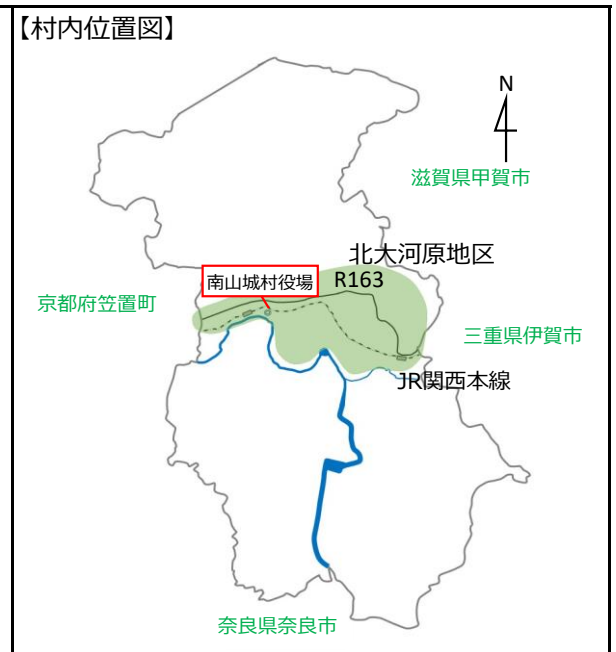 【村内位置図】
N
滋賀県甲賀市
北大河原地区
南山城村役場
R163
京都府笠置町
三重県伊賀市
JR関西本線
奈良県奈良市